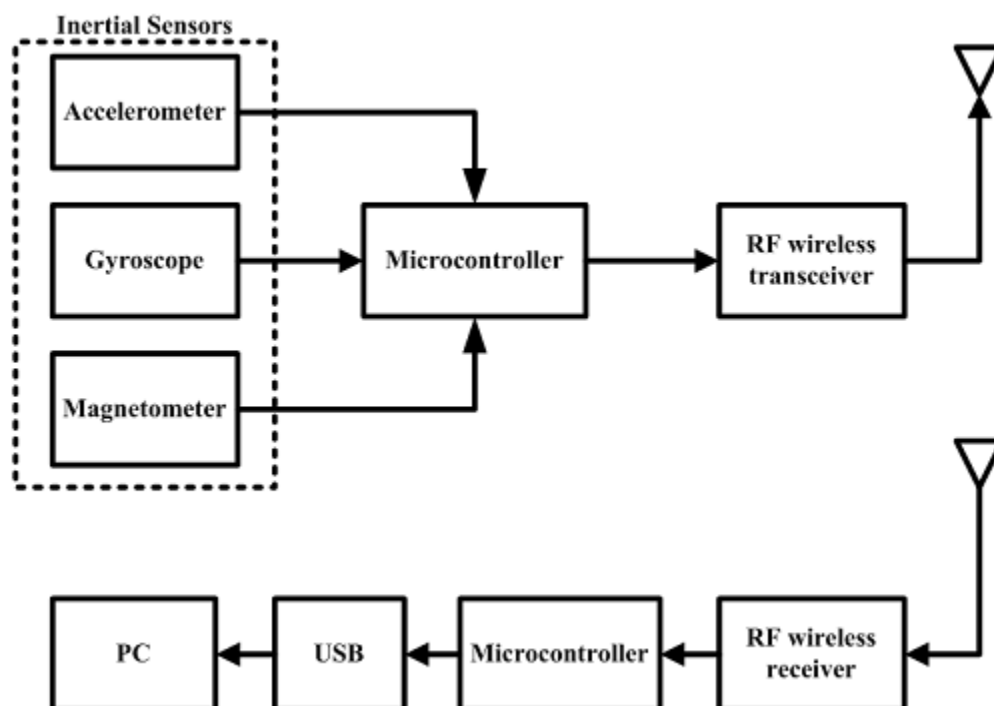 Inertial Sensors
Accelerometer
Gyroscope
Magnetometer
Microcontroller
RF wireless
transceiver
PC
USB
Microcontroller
RF wireless
receiver